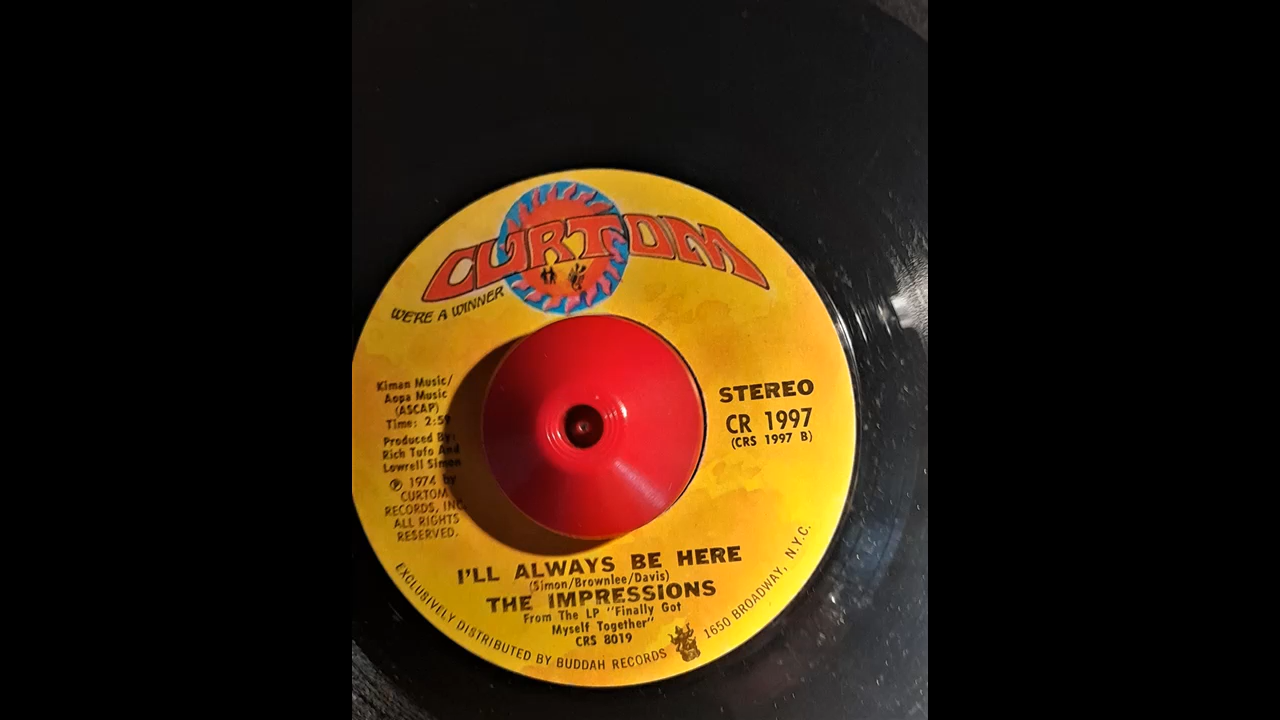 CURTOM
WE'RE A WINNER
Kiman Music/
Aopa Music
(ASCAP)
Time: 2:59
Produced By:
Rich Tufo And
Lowrell Simon
℗ 1974 by
CURTOM
RECORDS, INC.
ALL RIGHTS
RESERVED.
STEREO
CR 1997
(CRS 1997 B)
I'LL ALWAYS BE HERE
(Simon/Brownlee/Davis)
THE IMPRESSIONS
From The LP "Finally Got
Myself Together"
CRS 8019
EXCLUSIVELY DISTRIBUTED BY BUDDAH RECORDS 1650 BROADWAY, N.Y.C.